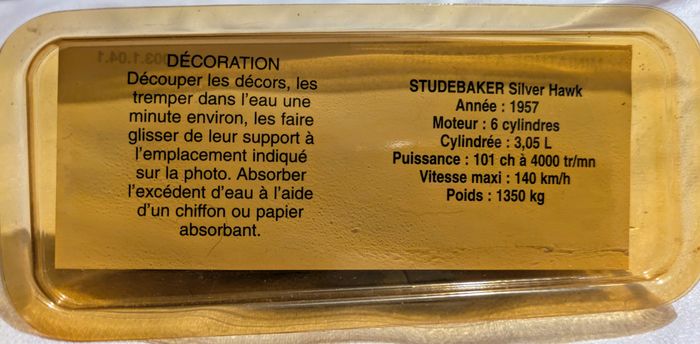 DÉCORATION
Découper les décors, les
tremper dans l'eau une
minute environ, les faire
glisser de leur support à
l'emplacement indiqué
sur la photo. Absorber
l'excédent d'eau à l'aide
d'un chiffon ou papier
absorbant.
STUDEBAKER Silver Hawk
Année : 1957
Moteur : 6 cylindres
Cylindrée : 3,05 L
Puissance : 101 ch à 4000 tr/mn
Vitesse maxi : 140 km/h
Poids : 1350 kg